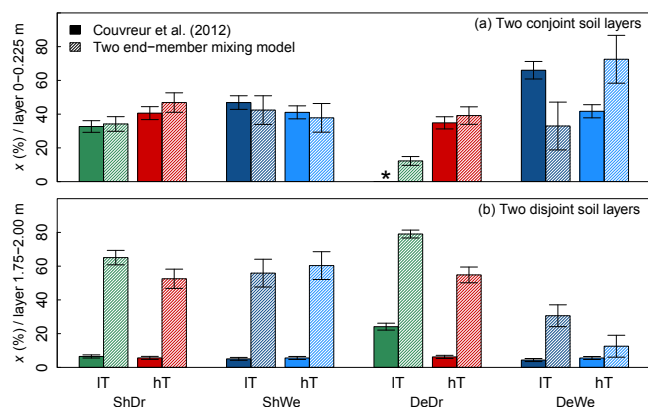 Couvreur et al. (2012)
Two end−member mixing model
(a) Two conjoint soil layers
x (%) / layer 0−0.225 m
80
60
40
20
0
*
(b) Two disjoint soil layers
x (%) / layer 1.75−2.00 m
80
60
40
20
0
lT hT lT hT lT hT lT hT
ShDr ShWe DeDr DeWe